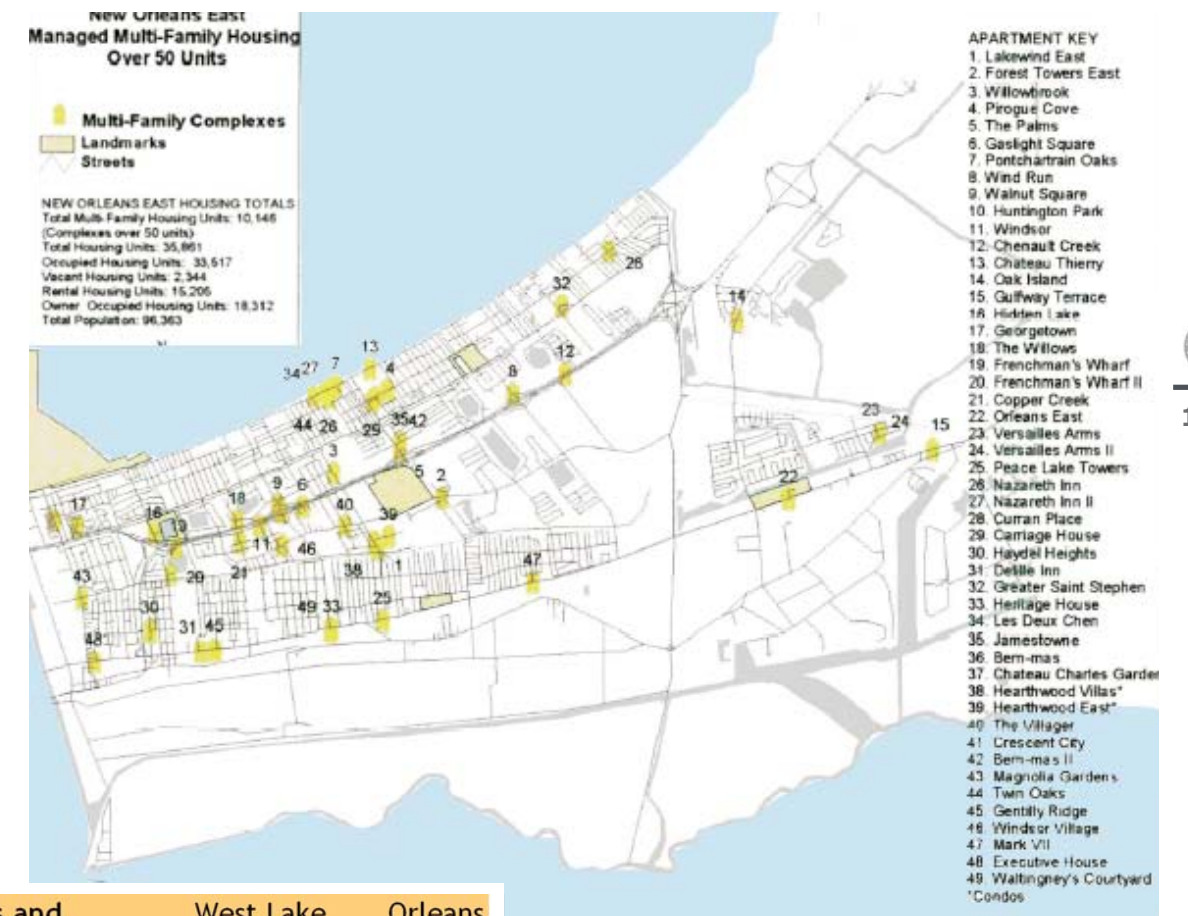 New Orleans East
Managed Multi-Family Housing
Over 50 Units
Multi-Family Complexes
Landmarks
Streets
NEW ORLEANS EAST HOUSING TOTALS
Total Multi-Family Housing Units: 10,146
(Complexes over 50 units)
Total Housing Units: 35,861
Occupied Housing Units: 33,517
Vacant Housing Units: 2,344
Rental Housing Units: 15,205
Owner Occupied Housing Units: 18,312
Total Population: 96,363
APARTMENT KEY
1. Lakewind East
2. Forest Towers East
3. Willowbrook
4. Pirogue Cove
5. The Palms
6. Gaslight Square
7. Pontchartrain Oaks
8. Wind Run
9. Walnut Square
10. Huntington Park
11. Windsor
12. Chenault Creek
13. Chateau Thierry
14. Oak Island
15. Gulfway Terrace
16. Hidden Lake
17. Georgetown
18. The Willows
19. Frenchman's Wharf
20. Frenchman's Wharf II
21. Copper Creek
22. Orleans East
23. Versailles Arms
24. Versailles Arms II
25. Peace Lake Towers
26. Nazareth Inn
27. Nazareth Inn II
28. Curran Place
29. Carriage House
30. Haydel Heights
31. Delille Inn
32. Greater Saint Stephen
33. Heritage House
34. Les Deux Chen
35. Jamestowne
36. Bem-mas
37. Chateau Charles Garde
38. Hearthwood Villas*
39. Hearthwood East*
40 The Villager
41 Crescent City
42 Bem-mas II
43 Magnolia Gardens
44 Twin Oaks
45 Gentilly Ridge
46 Windsor Village
47 Mark VII
48 Executive House
49. Waltingney's Courtyard
*Condos
28
32
14
13
7
34 27
4
12
8
44 26
29
35 42
23
24
15
3
5
2
22
9
6
18
40
39
17
16
19
11
46
20
21
38
1
47
43
30
49 33
25
31 45
48
s and West Lake Orleans
1